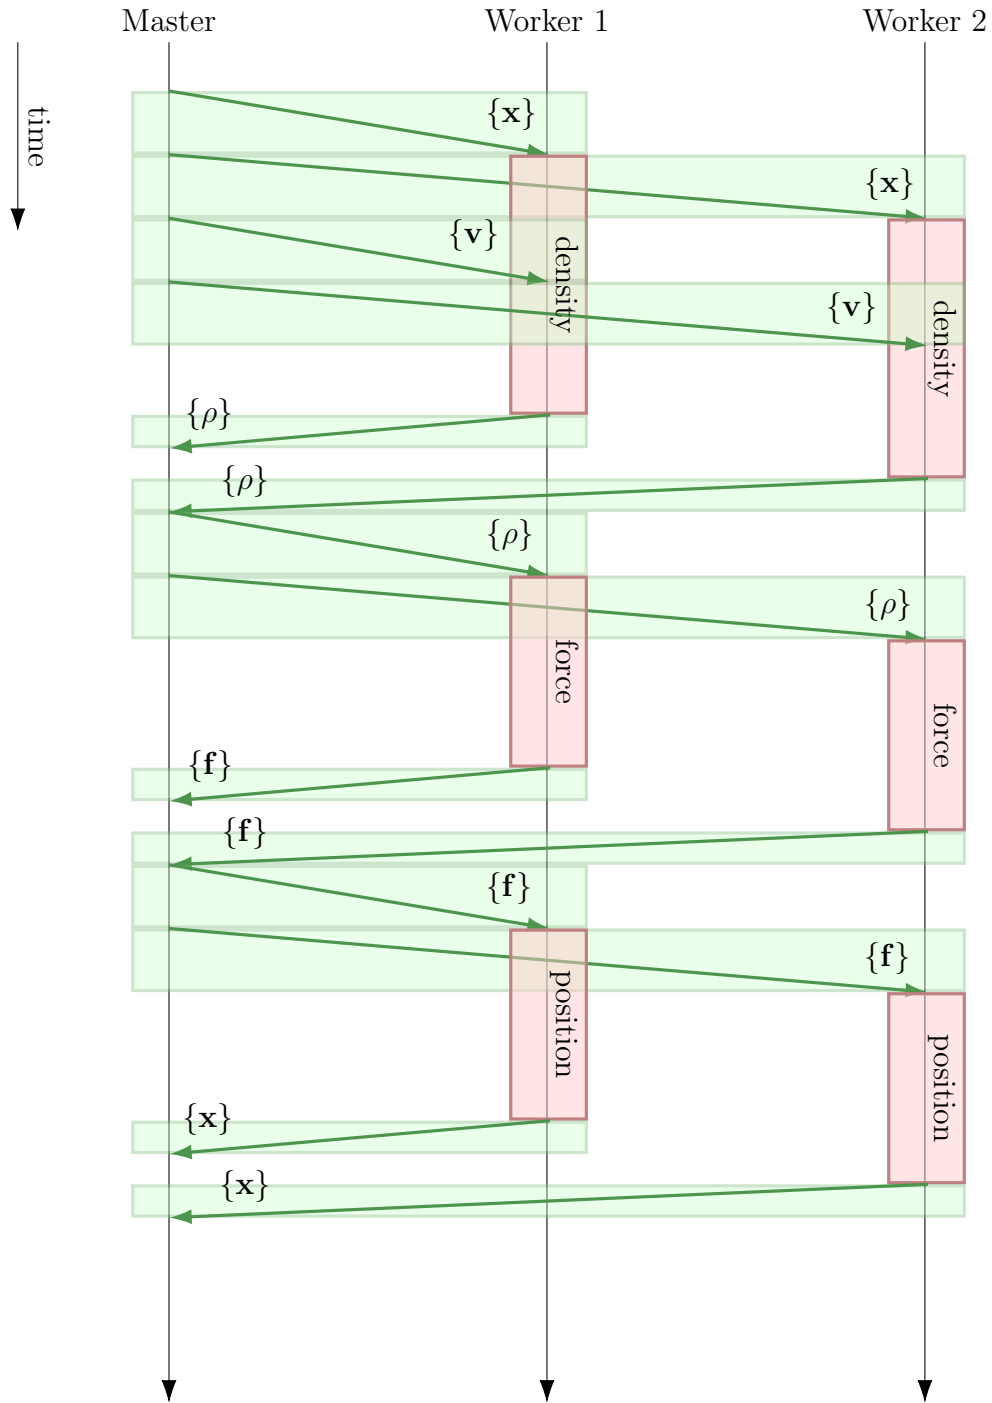 Master
Worker 1
Worker 2
time
{x}
{x}
{v}
density
{v}
density
{ρ}
{ρ}
{ρ}
{ρ}
force
force
{f}
{f}
{f}
{f}
position
position
{x}
{x}